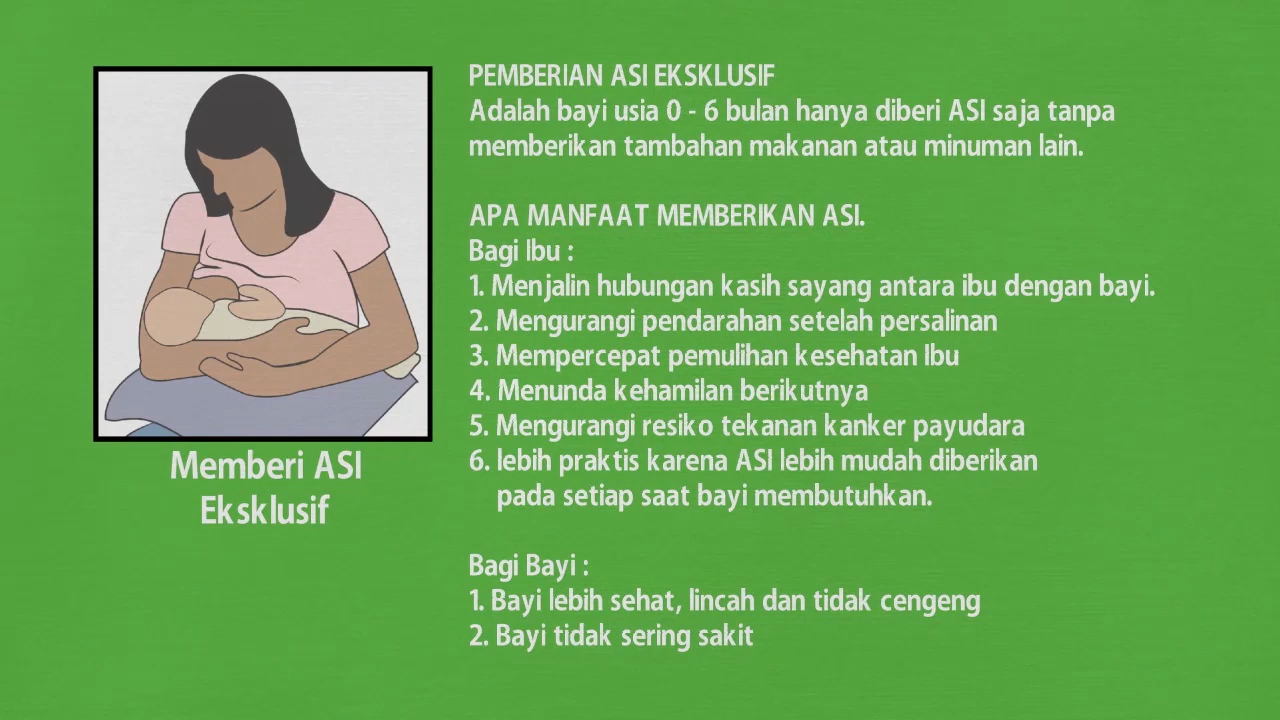 Memberi ASI
Eksklusif
PEMBERIAN ASI EKSKLUSIF
Adalah bayi usia 0 - 6 bulan hanya diberi ASI saja tanpa
memberikan tambahan makanan atau minuman lain.
APA MANFAAT MEMBERIKAN ASI.
Bagi Ibu :
1. Menjalin hubungan kasih sayang antara ibu dengan bayi.
2. Mengurangi pendarahan setelah persalinan
3. Mempercepat pemulihan kesehatan Ibu
4. Menunda kehamilan berikutnya
5. Mengurangi resiko tekanan kanker payudara
6. lebih praktis karena ASI lebih mudah diberikan
pada setiap saat bayi membutuhkan.
Bagi Bayi :
1. Bayi lebih sehat, lincah dan tidak cengeng
2. Bayi tidak sering sakit